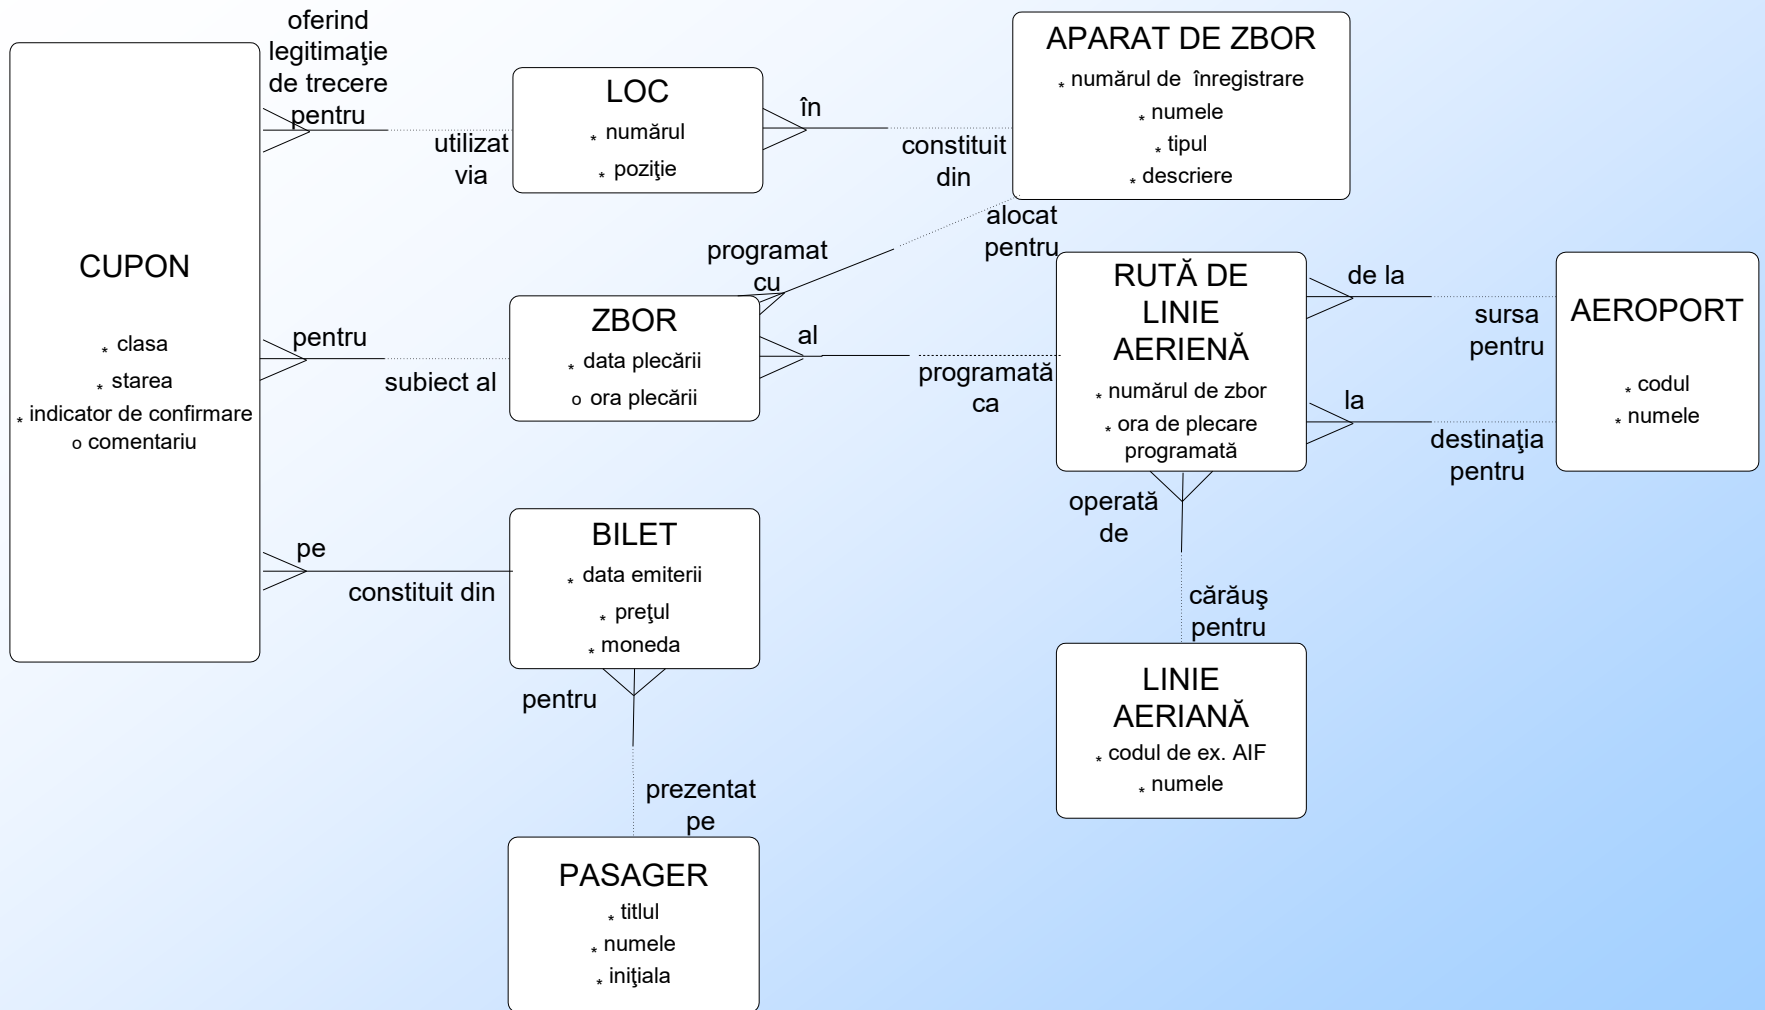 oferind
legitimaţie
de trecere
pentru
CUPON
* clasa
* starea
* indicator de confirmare
o comentariu
utilizat
via
LOC
* numărul
* poziţie
în
constituit
din
APARAT DE ZBOR
* numărul de înregistrare
* numele
* tipul
* descriere
alocat
pentru
programat
cu
pentru
subiect al
ZBOR
* data plecării
o ora plecării
al
programată
ca
RUTĂ DE
LINIE
AERIENĂ
* numărul de zbor
* ora de plecare
programată
de la
sursa
pentru
la
destinaţia
pentru
AEROPORT
* codul
* numele
operată
de
cărăuş
pentru
LINIE
AERIANĂ
* codul de ex. AIF
* numele
pe
constituit din
BILET
* data emiterii
* preţul
* moneda
pentru
prezentat
pe
PASAGER
* titlul
* numele
* iniţiala